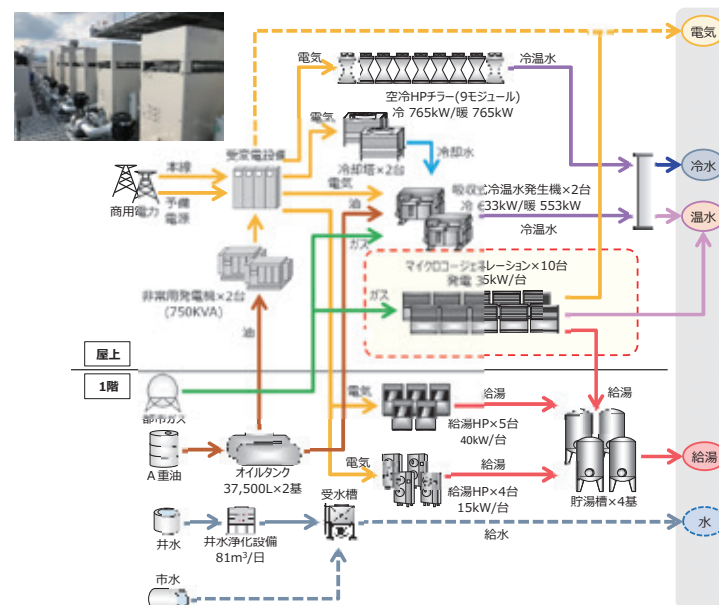 電気
電気
冷温水
空冷HPチラー(9モジュール)
冷 765kW/暖 765kW
電気
受変電設備
冷却塔×2台
冷却水
本線
予備
電源
商用電力
電気
油
ガス
吸収式冷温水発生機×2台
33kW/暖 553kW
冷温水
冷水
温水
マイクロコージェネレーション×10台
発電
5kW/台
ガス
非常用発電機×2台
(750KVA)
油
屋上
1階
都市ガス
電気
給湯
給湯
給湯HP×5台
40kW/台
A重油
オイルタンク
37,500L×2基
電気
給湯
給湯HP×4台
15kW/台
貯湯槽×4基
給湯
受水槽
井水
井水浄化設備
81m³/日
給水
水
市水